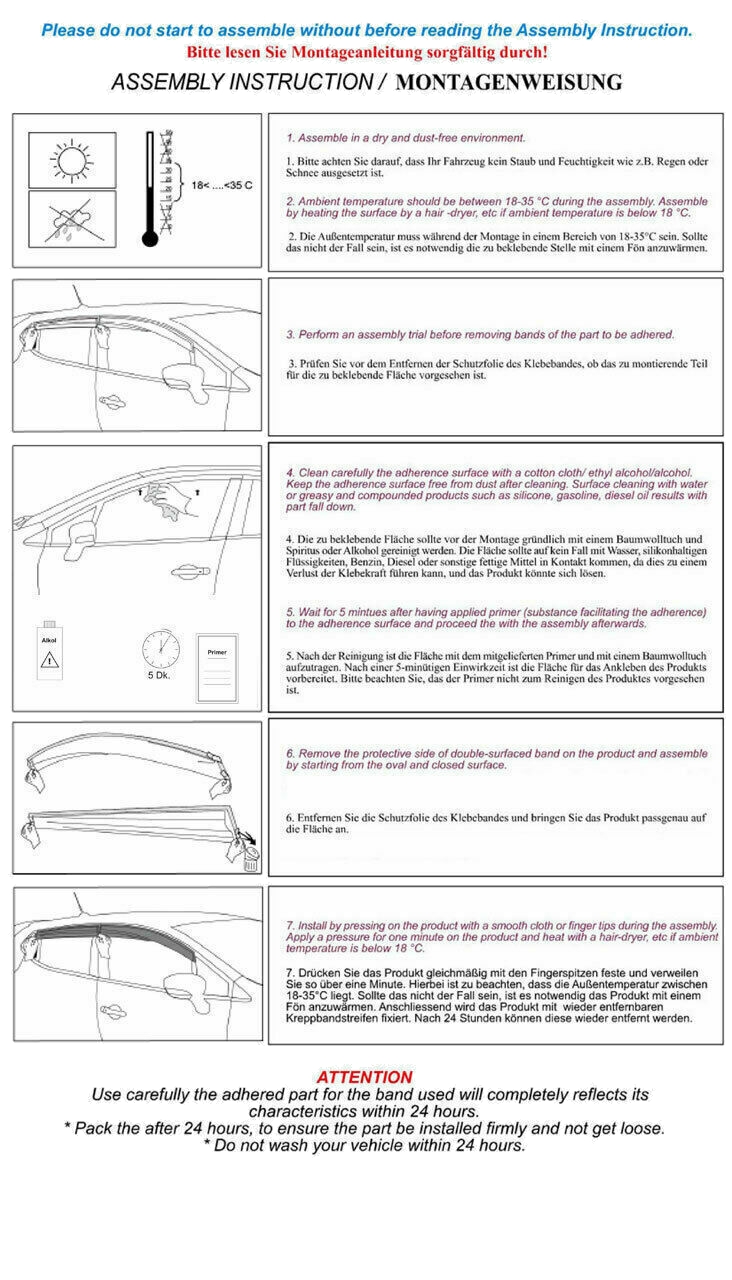 Please do not start to assemble without before reading the Assembly Instruction.
Bitte lesen Sie Montageanleitung sorgfältig durch!
ASSEMBLY INSTRUCTION / MONTAGENWEISUNG
18< ....<35 C
1. Assemble in a dry and dust-free environment.
1. Bitte achten Sie darauf, dass Ihr Fahrzeug kein Staub und Feuchtigkeit wie z.B. Regen oder
Schnee ausgesetzt ist.
2. Ambient temperature should be between 18-35 °C during the assembly. Assemble
by heating the surface by a hair -dryer, etc if ambient temperature is below 18 °C.
2. Die Außentemperatur muss während der Montage in einem Bereich von 18-35°C sein. Sollte
das nicht der Fall sein, ist es notwendig die zu beklebende Stelle mit einem Fön anzuwärmen.
3. Perform an assembly trial before removing bands of the part to be adhered.
3. Prüfen Sie vor dem Entfernen der Schutzfolie des Klebebandes, ob das zu montierende Teil
für die zu beklebende Fläche vorgesehen ist.
4. Clean carefully the adherence surface with a cotton cloth/ ethyl alcohol/alcohol.
Keep the adherence surface free from dust after cleaning. Surface cleaning with water
or greasy and compounded products such as silicone, gasoline, diesel oil results with
part fall down.
4. Die zu beklebende Fläche sollte vor der Montage gründlich mit einem Baumwolltuch und
Spiritus oder Alkohol gereinigt werden. Die Fläche sollte auf kein Fall mit Wasser, silikonhaltigen
Flüssigkeiten, Benzin, Diesel oder sonstige fettige Mittel in Kontakt kommen, da dies zu einem
Verlust der Klebekraft führen kann, und das Produkt könnte sich lösen.
Alkol
!
5 Dk.
Primer
5. Wait for 5 mintues after having applied primer (substance facilitating the adherence)
to the adherence surface and proceed the with the assembly afterwards.
5. Nach der Reinigung ist die Fläche mit dem mitgelieferten Primer und mit einem Baumwolltuch
aufzutragen. Nach einer 5-minütigen Einwirkzeit ist die Fläche für das Ankleben des Produkts
vorbereitet. Bitte beachten Sie, das der Primer nicht zum Reinigen des Produktes vorgesehen
ist.
6. Remove the protective side of double-surfaced band on the product and assemble
by starting from the oval and closed surface.
6. Entfernen Sie die Schutzfolie des Klebebandes und bringen Sie das Produkt passgenau auf
die Fläche an.
7. Install by pressing on the product with a smooth cloth or finger tips during the assembly.
Apply a pressure for one minute on the product and heat with a hair-dryer, etc if ambient
temperature is below 18 °C.
7. Drücken Sie das Produkt gleichmäßig mit den Fingerspitzen feste und verweilen
Sie so über eine Minute. Hierbei ist zu beachten, dass die Außentemperatur zwischen
18-35°C liegt. Sollte das nicht der Fall sein, ist es notwendig das Produkt mit einem
Fön anzuwärmen. Anschliessend wird das Produkt mit wieder entfernbaren
Kreppbandstreifen fixiert. Nach 24 Stunden können diese wieder entfernt werden.
ATTENTION
Use carefully the adhered part for the band used will completely reflects its
characteristics within 24 hours.
* Pack the after 24 hours, to ensure the part be installed firmly and not get loose.
* Do not wash your vehicle within 24 hours.